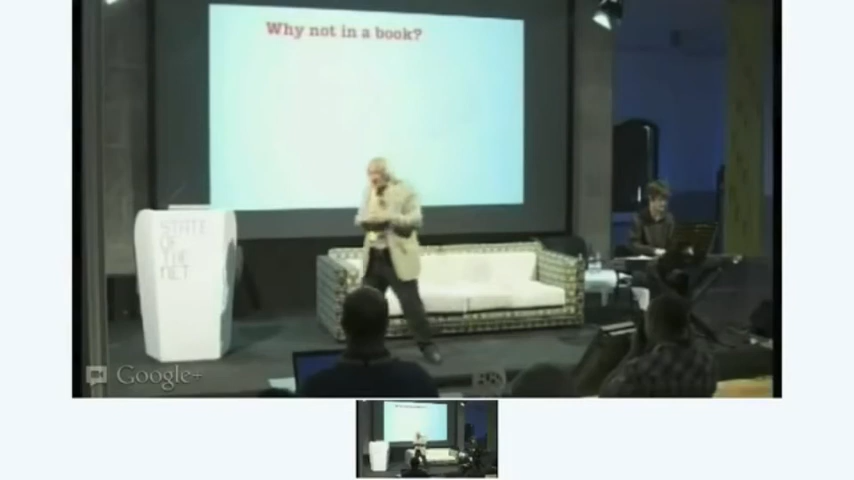 Why not in a book?
STATE
OF
THE
NET
Google+